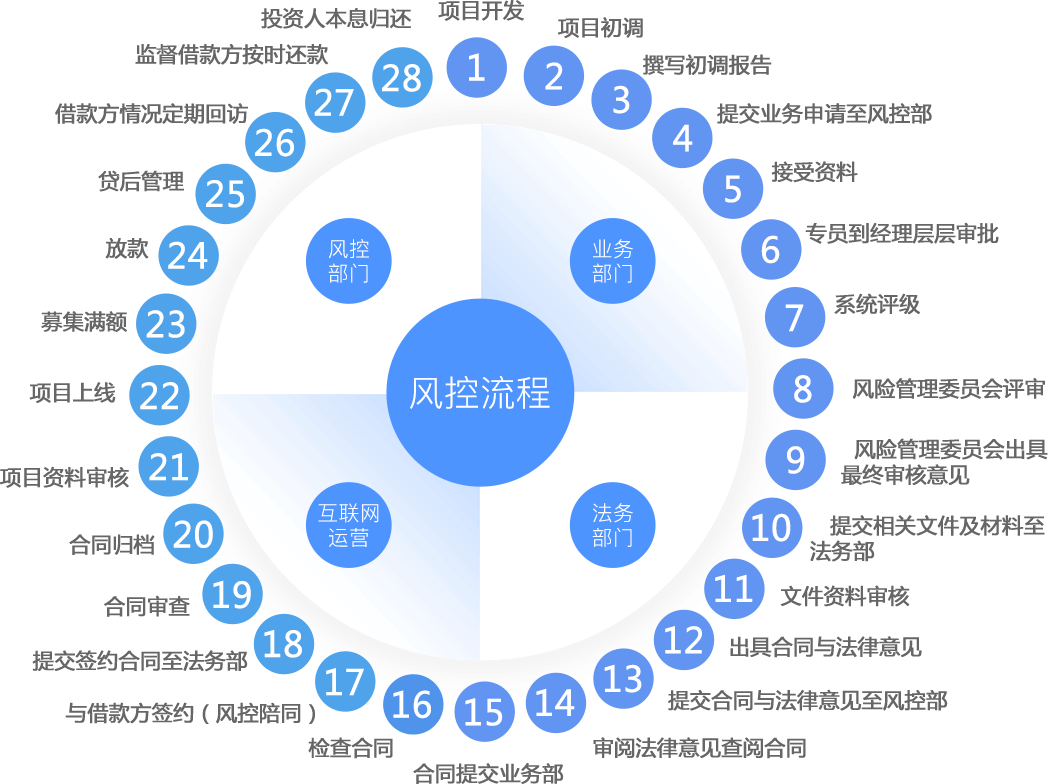 1
项目开发
2
项目初调
3
撰写初调报告
4
提交业务申请至风控部
5
接受资料
6
专员到经理层层审批
7
系统评级
8
风险管理委员会评审
9
风险管理委员会出具
最终审核意见
10
提交相关文件及材料至
法务部
11
文件资料审核
12
出具合同与法律意见
13
提交合同与法律意见至风控部
14
审阅法律意见查阅合同
15
合同提交业务部
16
检查合同
17
与借款方签约（风控陪同）
18
提交签约合同至法务部
19
合同审查
20
合同归档
21
项目资料审核
22
项目上线
23
募集满额
24
放款
25
贷后管理
26
借款方情况定期回访
27
监督借款方按时还款
28
投资人本息归还
风控
部门
业务
部门
风控流程
互联网
运营
法务
部门